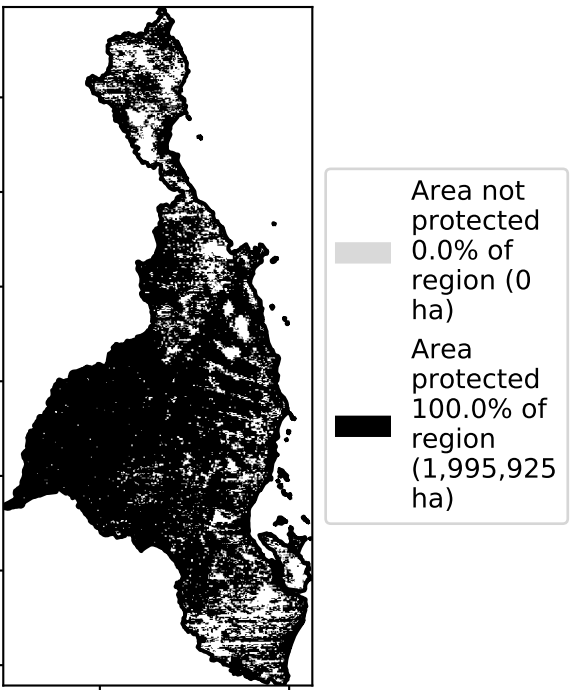 Area not
protected
0.0% of
region (0
ha)
Area
protected
100.0% of
region
(1,995,925
ha)